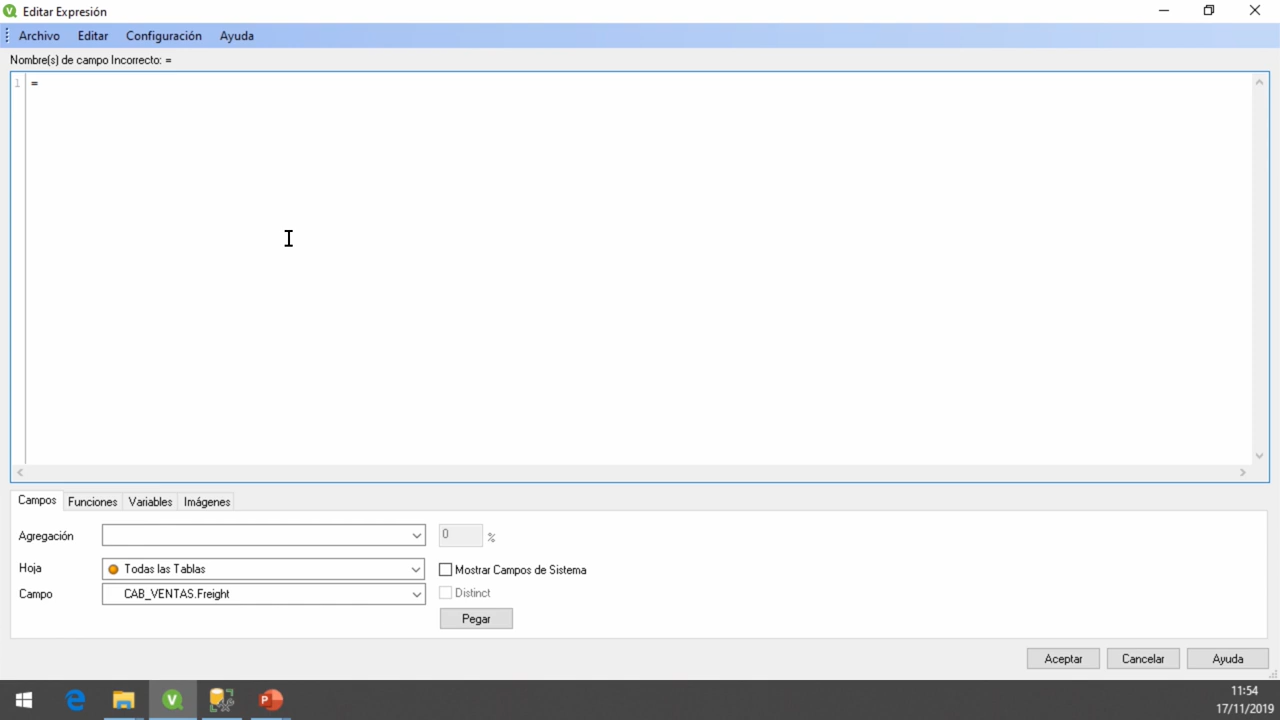 Editar Expresión
Archivo Editar Configuración Ayuda
Nombre(s) de campo Incorrecto: =
1 =
Campos Funciones Variables Imágenes
Agregación 0 %
Hoja Todas las Tablas Mostrar Campos de Sistema
Campo CAB_VENTAS.Freight Distinct
Pegar
Aceptar Cancelar Ayuda
11:54
17/11/2019